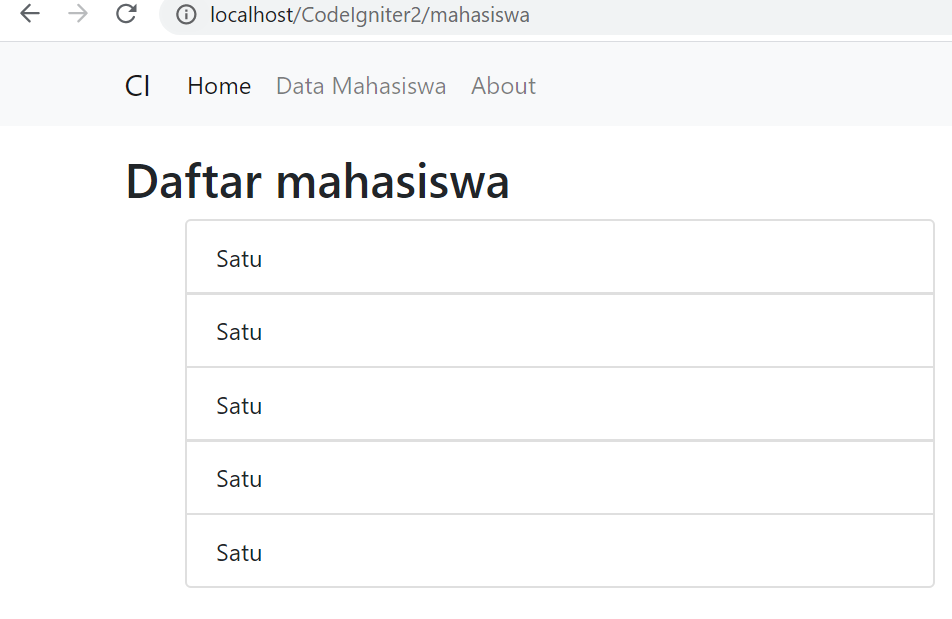 localhost/CodeIgniter2/mahasiswa
CI Home Data Mahasiswa About
Daftar mahasiswa
Satu
Satu
Satu
Satu
Satu